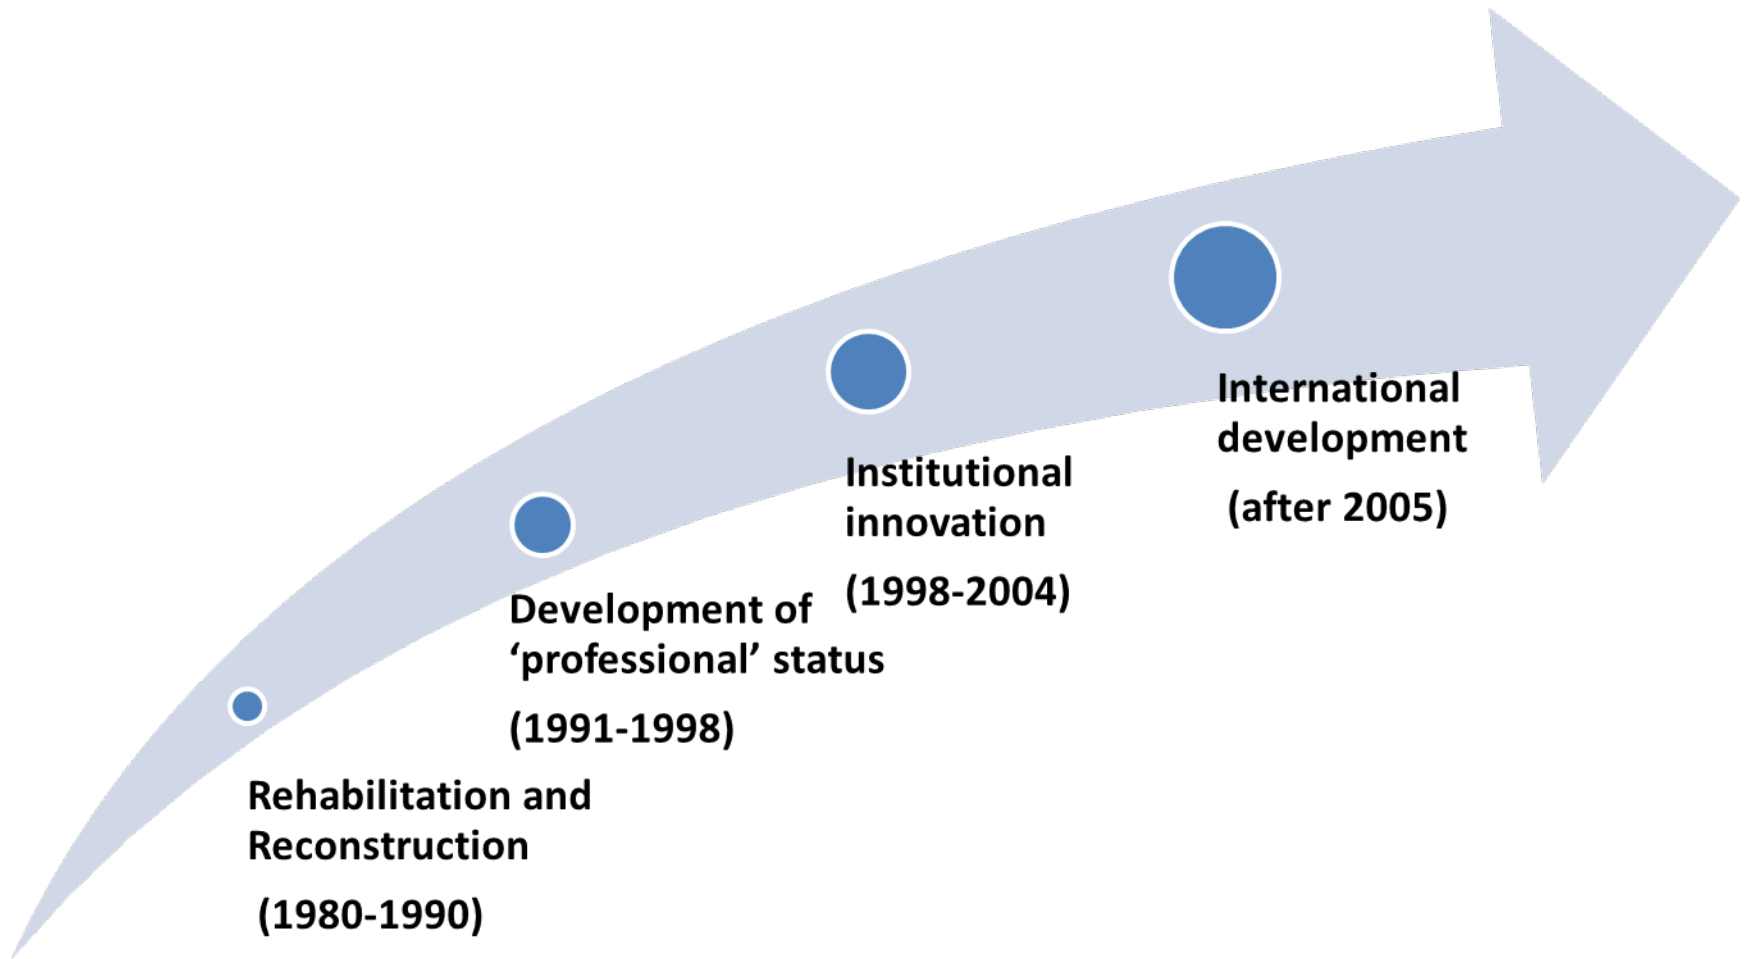 Rehabilitation and
Reconstruction
(1980-1990)
Development of
‘professional’ status
(1991-1998)
Institutional
innovation
(1998-2004)
International
development
(after 2005)